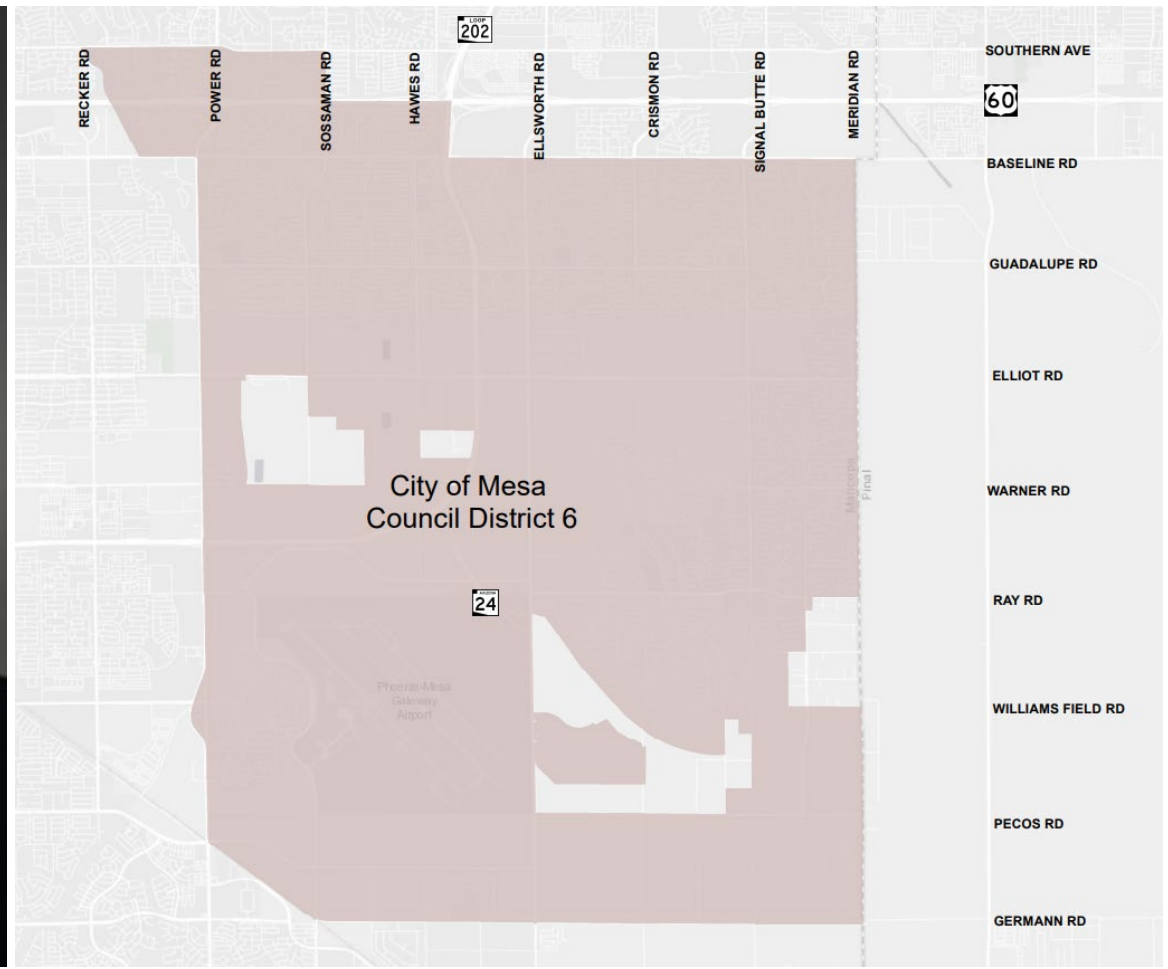 LOOP
202
RECKER RD
POWER RD
SOSSAMAN RD
HAWES RD
ELLSWORTH RD
CRISMON RD
SIGNAL BUTTE RD
MERIDIAN RD
SOUTHERN AVE
60
BASELINE RD
GUADALUPE RD
ELLIOT RD
City of Mesa
Council District 6
Maricopa
Pinal
WARNER RD
ARIZONA
24
RAY RD
Phoenix-Mesa
Gateway
Airport
WILLIAMS FIELD RD
PECOS RD
GERMANN RD